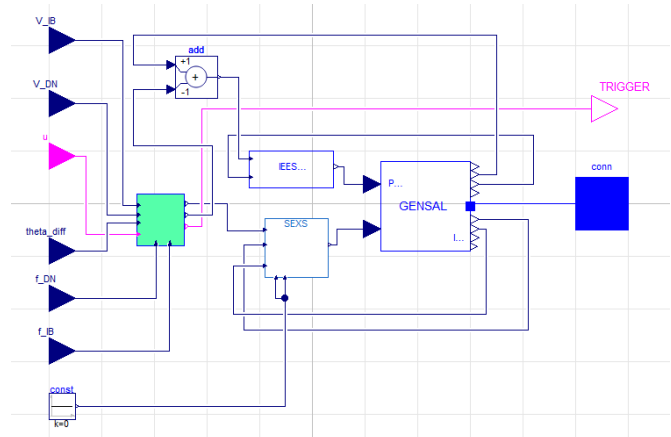 V_IB
add
+1
+
-1
V_DN
TRIGGER
u
IEES...
conn
P...
GENSAL
SEXS
I...
theta_diff
f_DN
f_IB
const
k=0